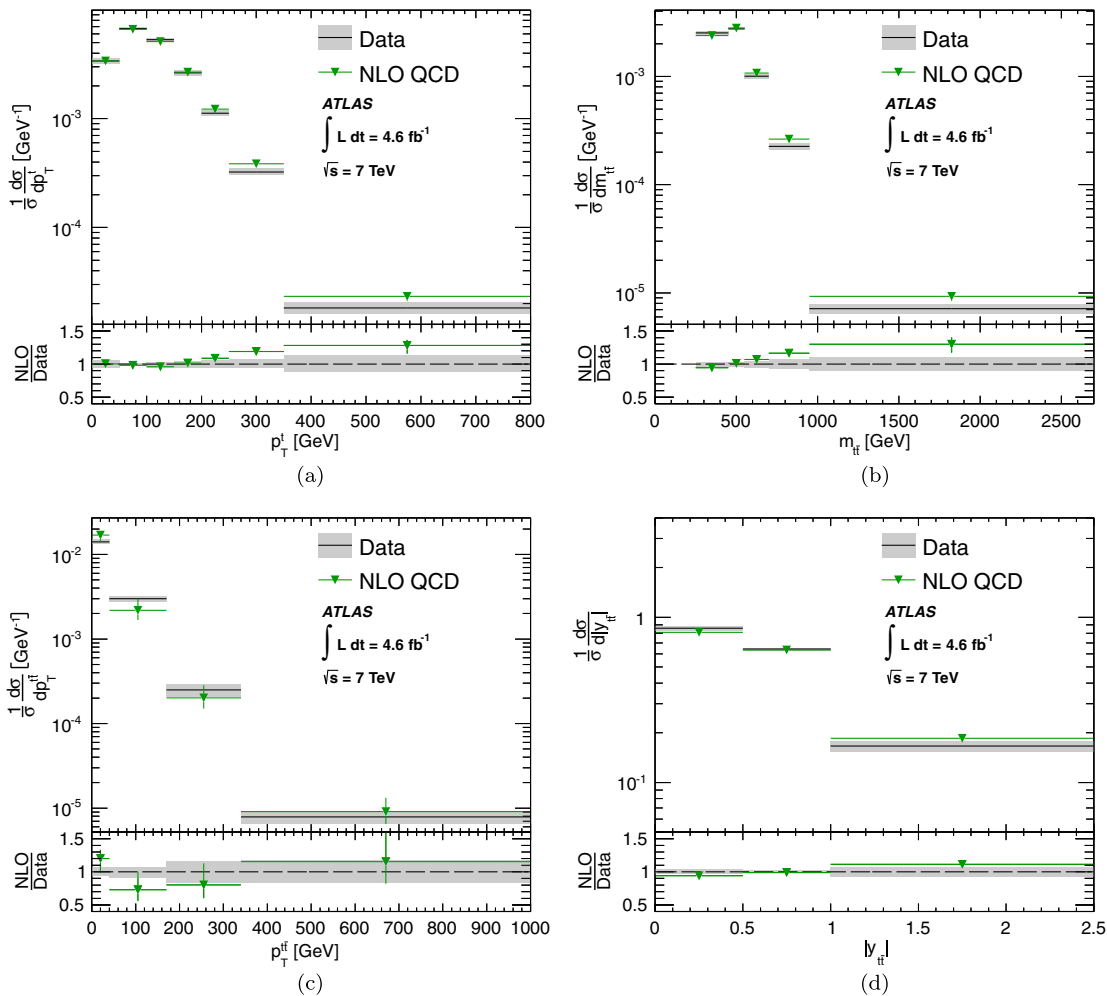 Data
NLO QCD
ATLAS
∫ L dt = 4.6 fb⁻¹
√s = 7 TeV
1/σ dσ/dp_T^t [GeV⁻¹]
10⁻³
10⁻⁴
NLO/Data
1.5
1
0.5
0 100 200 300 400 500 600 700 800
p_T^t [GeV]
(a)
Data
NLO QCD
ATLAS
∫ L dt = 4.6 fb⁻¹
√s = 7 TeV
1/σ dσ/dm_tt̄ [GeV⁻¹]
10⁻³
10⁻⁴
10⁻⁵
NLO/Data
1.5
1
0.5
0 500 1000 1500 2000 2500
m_tt̄ [GeV]
(b)
Data
NLO QCD
ATLAS
∫ L dt = 4.6 fb⁻¹
√s = 7 TeV
1/σ dσ/dp_T^tt̄ [GeV⁻¹]
10⁻²
10⁻³
10⁻⁴
10⁻⁵
NLO/Data
1.5
1
0.5
0 100 200 300 400 500 600 700 800 900 1000
p_T^tt̄ [GeV]
(c)
Data
NLO QCD
ATLAS
∫ L dt = 4.6 fb⁻¹
√s = 7 TeV
1/σ dσ/d|y_tt̄|
1
10⁻¹
NLO/Data
1.5
1
0.5
0 0.5 1 1.5 2 2.5
|y_tt̄|
(d)